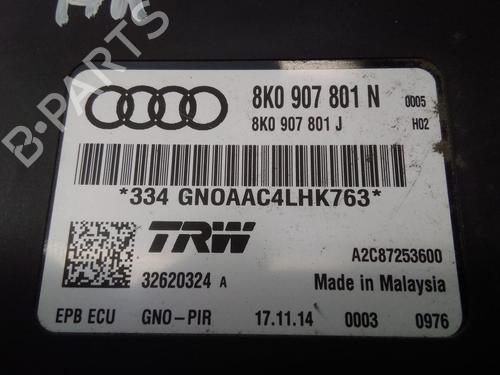 B-PARTS
8K0 907 801 N 0005
8K0 907 801 J H02
*334 GNOAAC4LHK763*
TRW
A2C87253600
32620324 A
Made in Malaysia
EPB ECU GNO-PIR 17.11.14 0003 0976